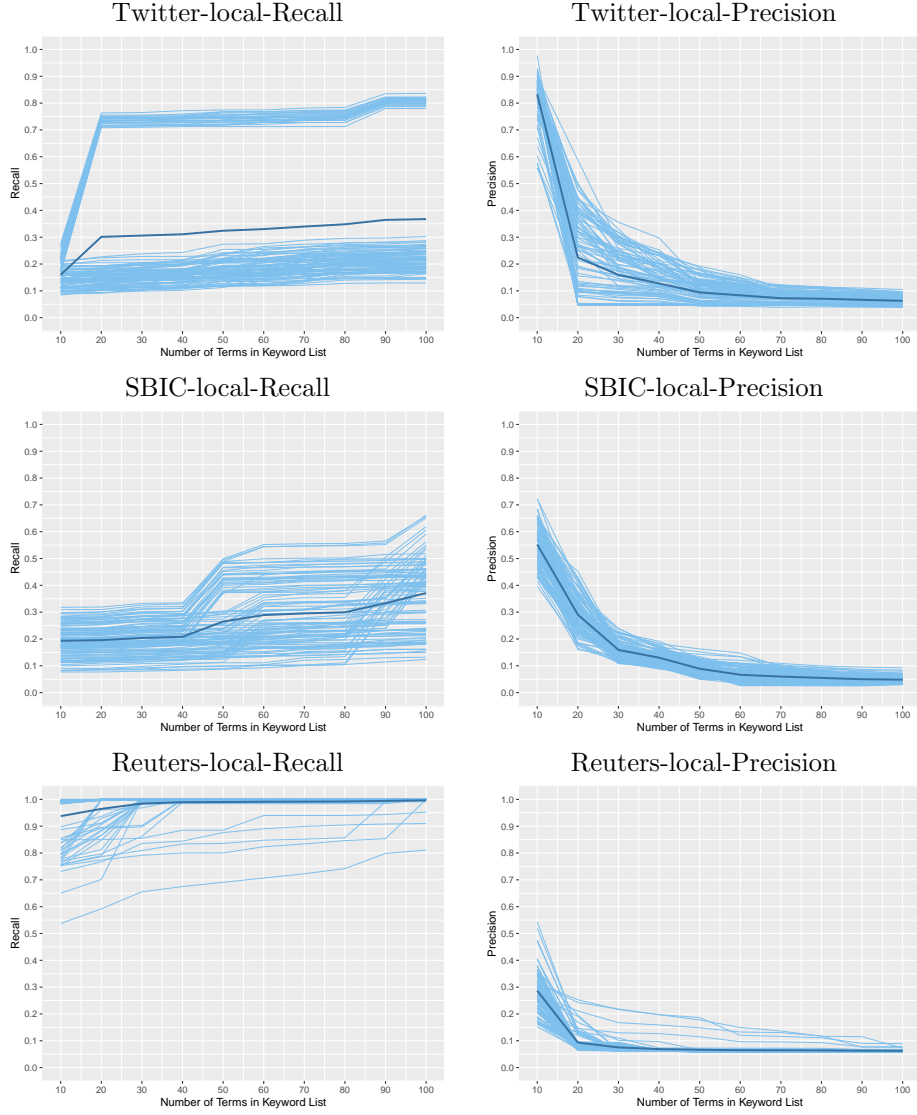 Twitter-local-Recall
Recall
1.0
0.9
0.8
0.7
0.6
0.5
0.4
0.3
0.2
0.1
0.0
10 20 30 40 50 60 70 80 90 100
Number of Terms in Keyword List
Twitter-local-Precision
Precision
1.0
0.9
0.8
0.7
0.6
0.5
0.4
0.3
0.2
0.1
0.0
10 20 30 40 50 60 70 80 90 100
Number of Terms in Keyword List
SBIC-local-Recall
Recall
1.0
0.9
0.8
0.7
0.6
0.5
0.4
0.3
0.2
0.1
0.0
10 20 30 40 50 60 70 80 90 100
Number of Terms in Keyword List
SBIC-local-Precision
Precision
1.0
0.9
0.8
0.7
0.6
0.5
0.4
0.3
0.2
0.1
0.0
10 20 30 40 50 60 70 80 90 100
Number of Terms in Keyword List
Reuters-local-Recall
Recall
1.0
0.9
0.8
0.7
0.6
0.5
0.4
0.3
0.2
0.1
0.0
10 20 30 40 50 60 70 80 90 100
Number of Terms in Keyword List
Reuters-local-Precision
Precision
1.0
0.9
0.8
0.7
0.6
0.5
0.4
0.3
0.2
0.1
0.0
10 20 30 40 50 60 70 80 90 100
Number of Terms in Keyword List